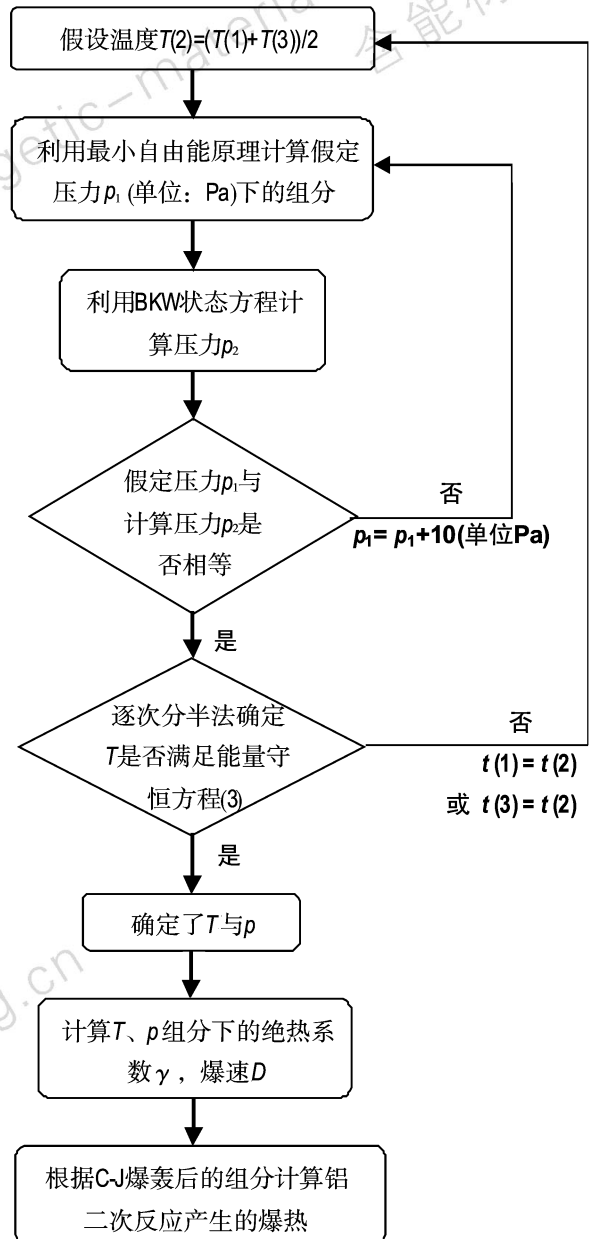 假设温度T(2)=(T(1)+T(3))/2
利用最小自由能原理计算假定
压力p₁(单位：Pa)下的组分
利用BKW状态方程计
算压力p₂
假定压力p₁与
计算压力p₂是
否相等
否
p₁= p₁+10(单位Pa)
是
逐次分半法确定
T是否满足能量守
恒方程(3)
否
t (1) = t (2)
或 t (3) = t (2)
是
确定了T与p
计算T、p组分下的绝热系
数γ，爆速D
根据C-J爆轰后的组分计算铝
二次反应产生的爆热